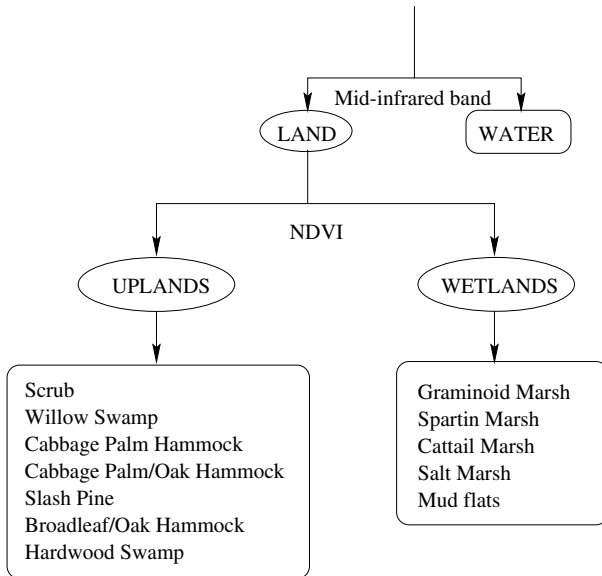 Mid-infrared band
LAND
WATER
NDVI
UPLANDS
WETLANDS
Scrub
Willow Swamp
Cabbage Palm Hammock
Cabbage Palm/Oak Hammock
Slash Pine
Broadleaf/Oak Hammock
Hardwood Swamp
Graminoid Marsh
Spartin Marsh
Cattail Marsh
Salt Marsh
Mud flats